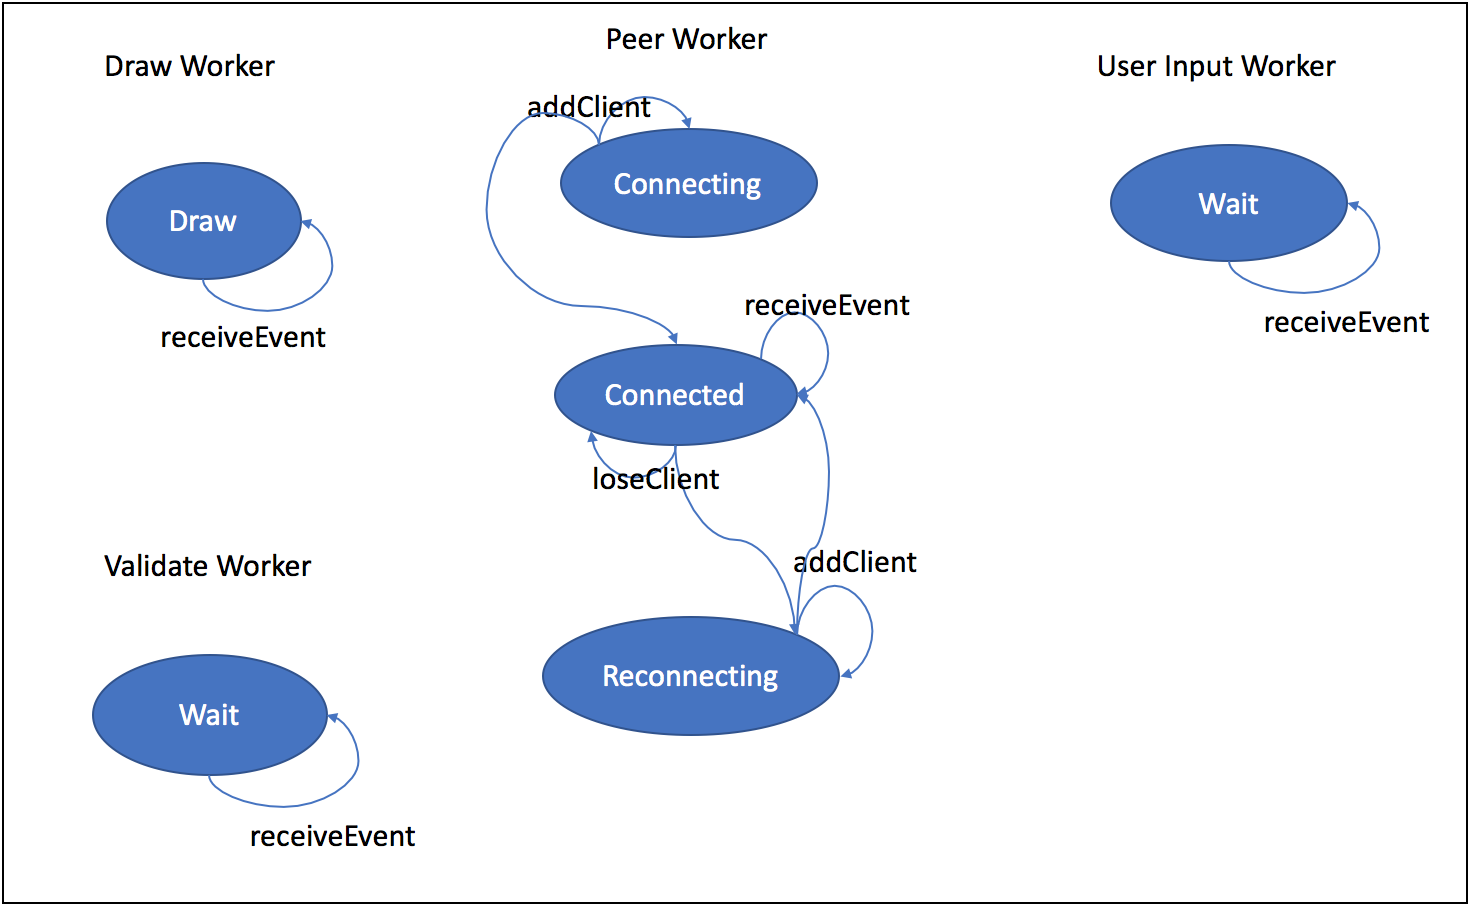 Peer Worker
Draw Worker
User Input Worker
addClient
Connecting
Wait
Draw
receiveEvent
receiveEvent
receiveEvent
Connected
loseClient
addClient
Validate Worker
Reconnecting
Wait
receiveEvent